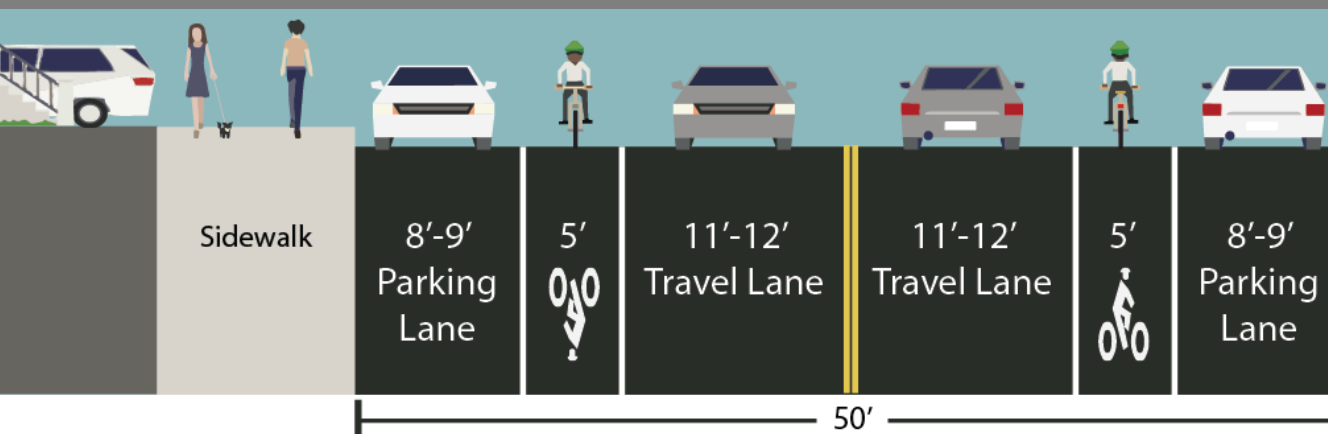 Sidewalk
8’-9’
Parking
Lane
5’
11’-12’
Travel Lane
11’-12’
Travel Lane
5’
8’-9’
Parking
Lane
50’